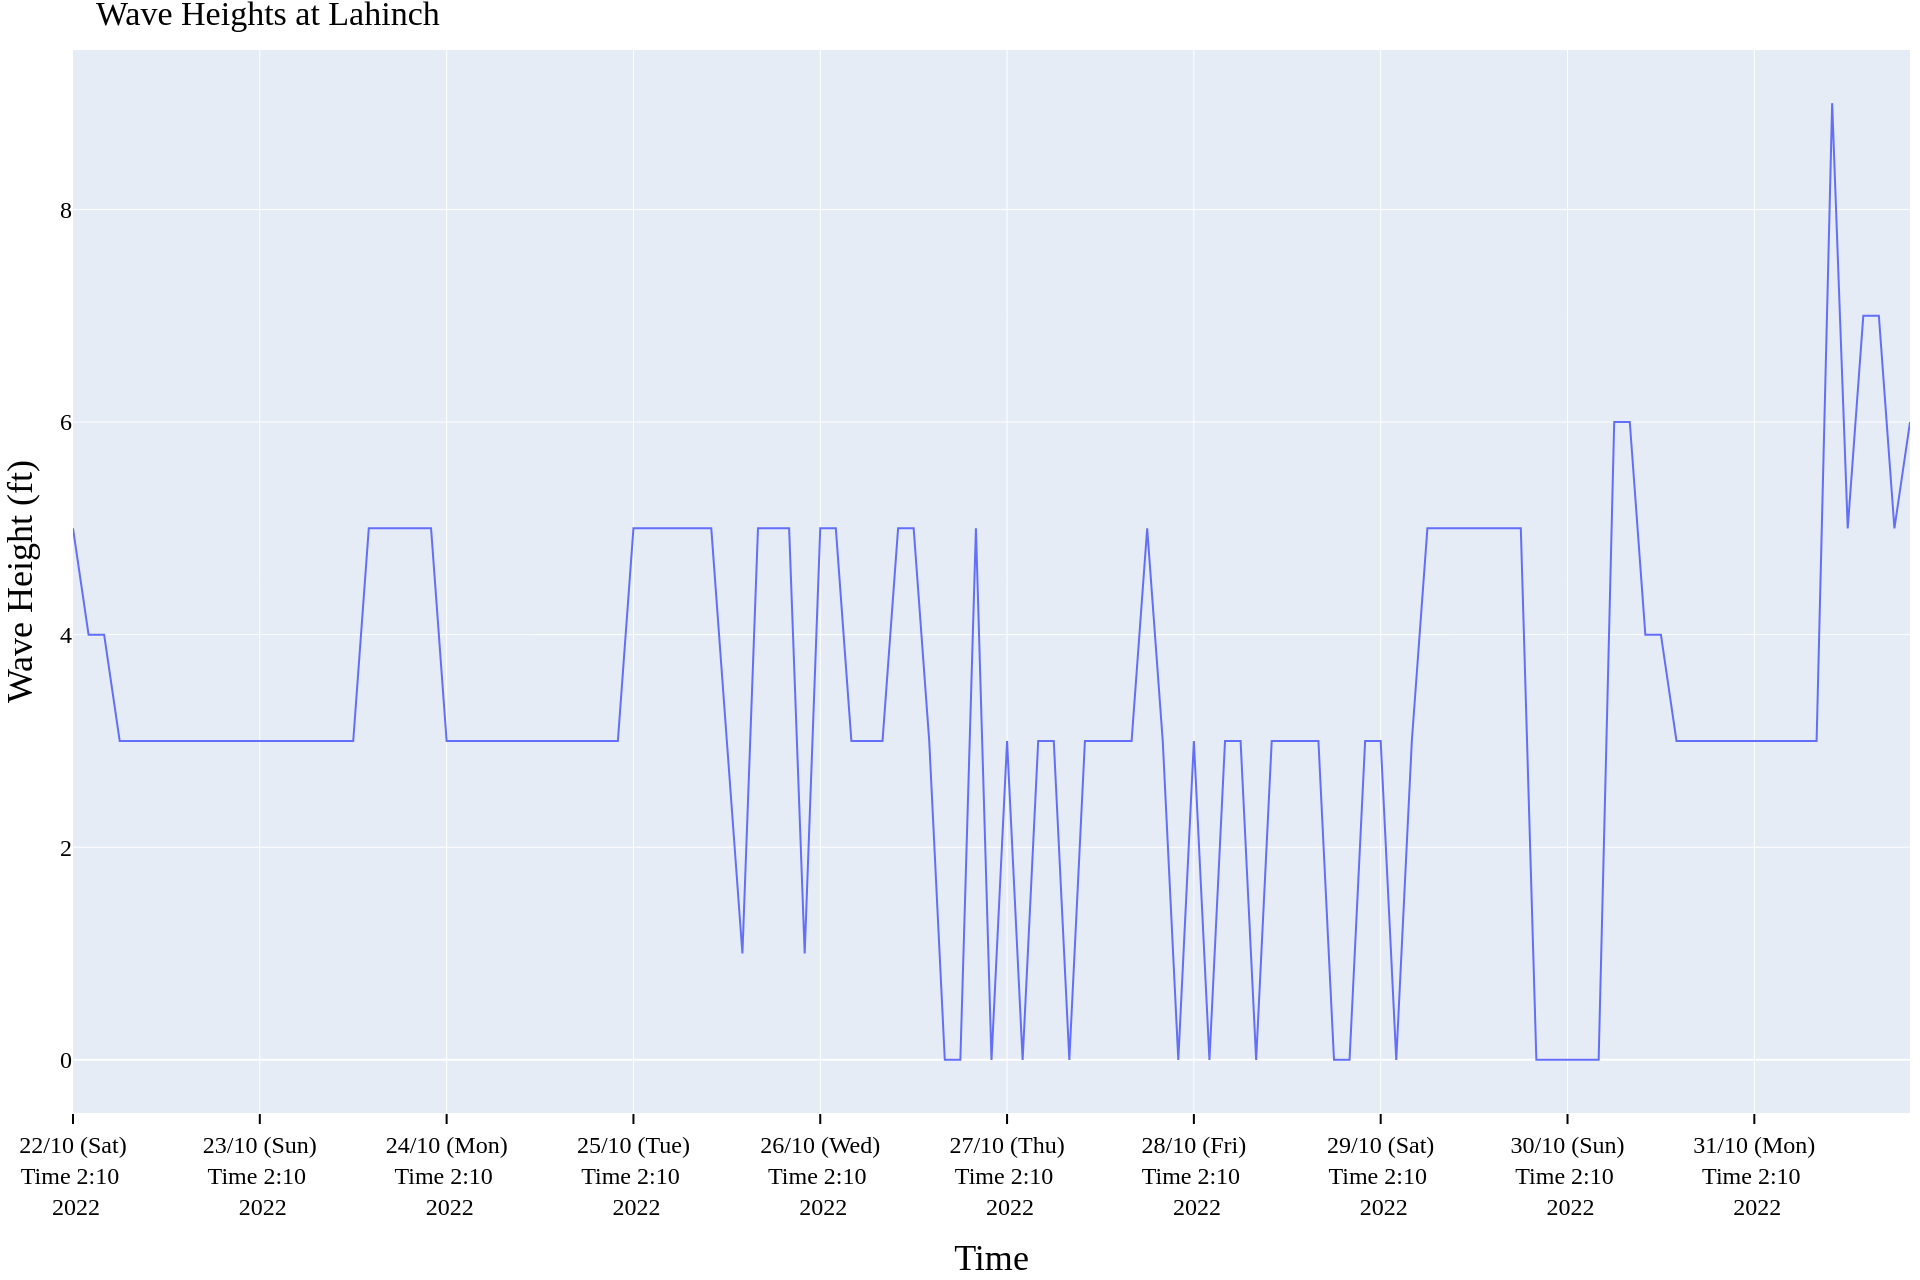 Wave Heights at Lahinch
Wave Height (ft)
8
6
4
2
0
22/10 (Sat) 23/10 (Sun) 24/10 (Mon) 25/10 (Tue) 26/10 (Wed) 27/10 (Thu) 28/10 (Fri) 29/10 (Sat) 30/10 (Sun) 31/10 (Mon)
Time 2:10 Time 2:10 Time 2:10 Time 2:10 Time 2:10 Time 2:10 Time 2:10 Time 2:10 Time 2:10 Time 2:10
2022 2022 2022 2022 2022 2022 2022 2022 2022 2022
Time